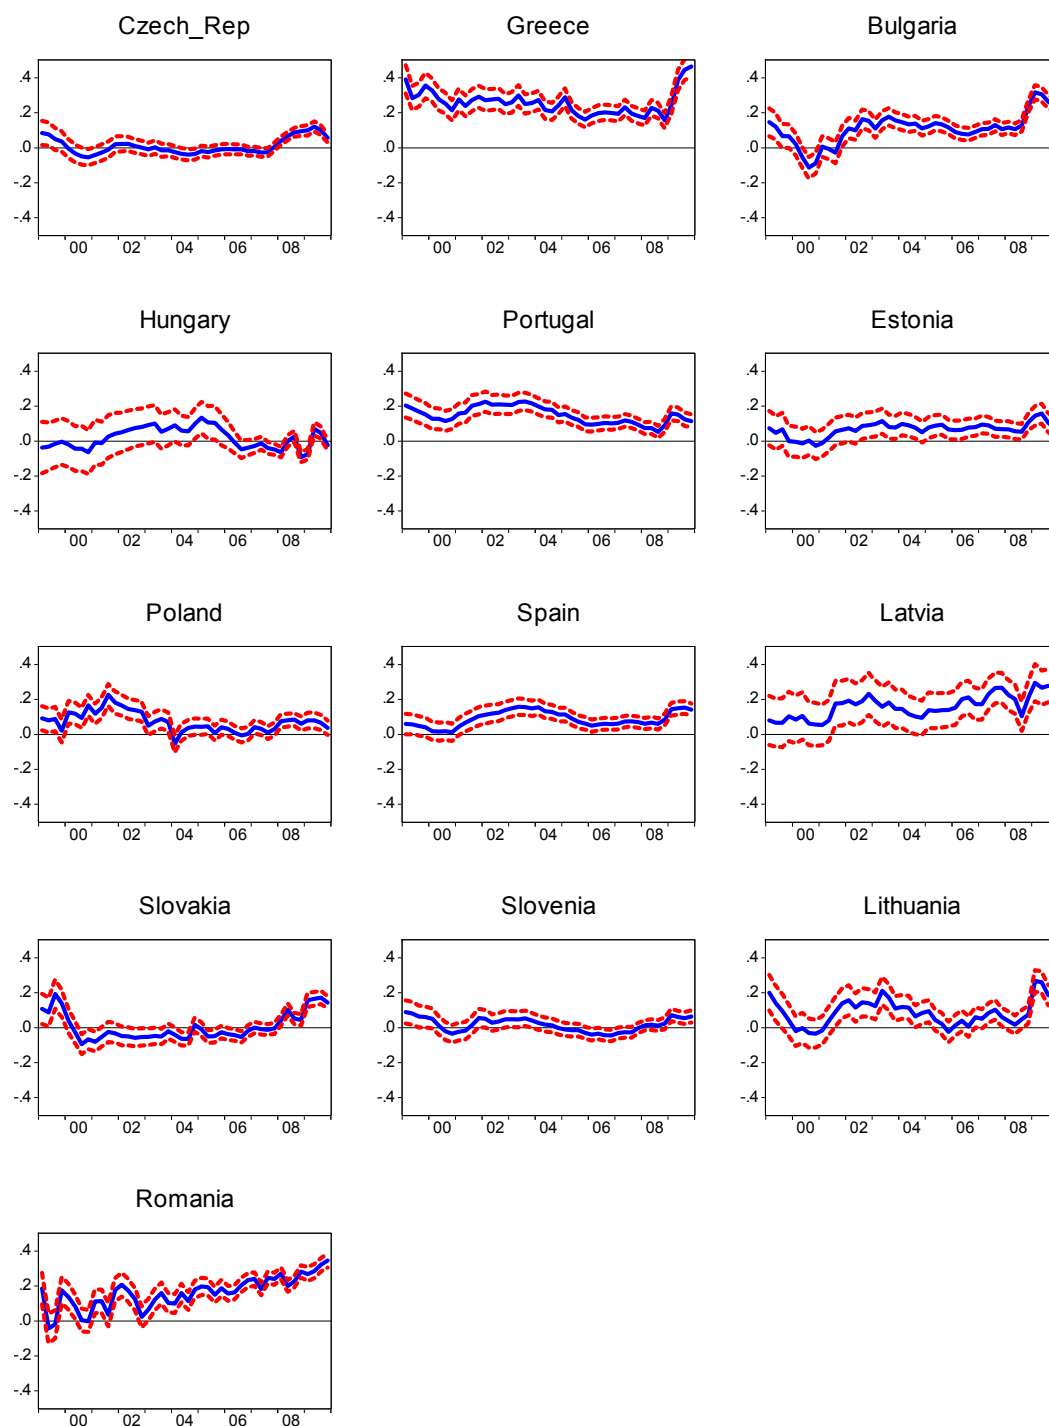 Czech_Rep Greece Bulgaria
.4 .4 .4
.2 .2 .2
.0 .0 .0
-.2 -.2 -.2
-.4 -.4 -.4
00 02 04 06 08 00 02 04 06 08 00 02 04 06 08
Hungary Portugal Estonia
.4 .4 .4
.2 .2 .2
.0 .0 .0
-.2 -.2 -.2
-.4 -.4 -.4
00 02 04 06 08 00 02 04 06 08 00 02 04 06 08
Poland Spain Latvia
.4 .4 .4
.2 .2 .2
.0 .0 .0
-.2 -.2 -.2
-.4 -.4 -.4
00 02 04 06 08 00 02 04 06 08 00 02 04 06 08
Slovakia Slovenia Lithuania
.4 .4 .4
.2 .2 .2
.0 .0 .0
-.2 -.2 -.2
-.4 -.4 -.4
00 02 04 06 08 00 02 04 06 08 00 02 04 06 08
Romania
.4
.2
.0
-.2
-.4
00 02 04 06 08